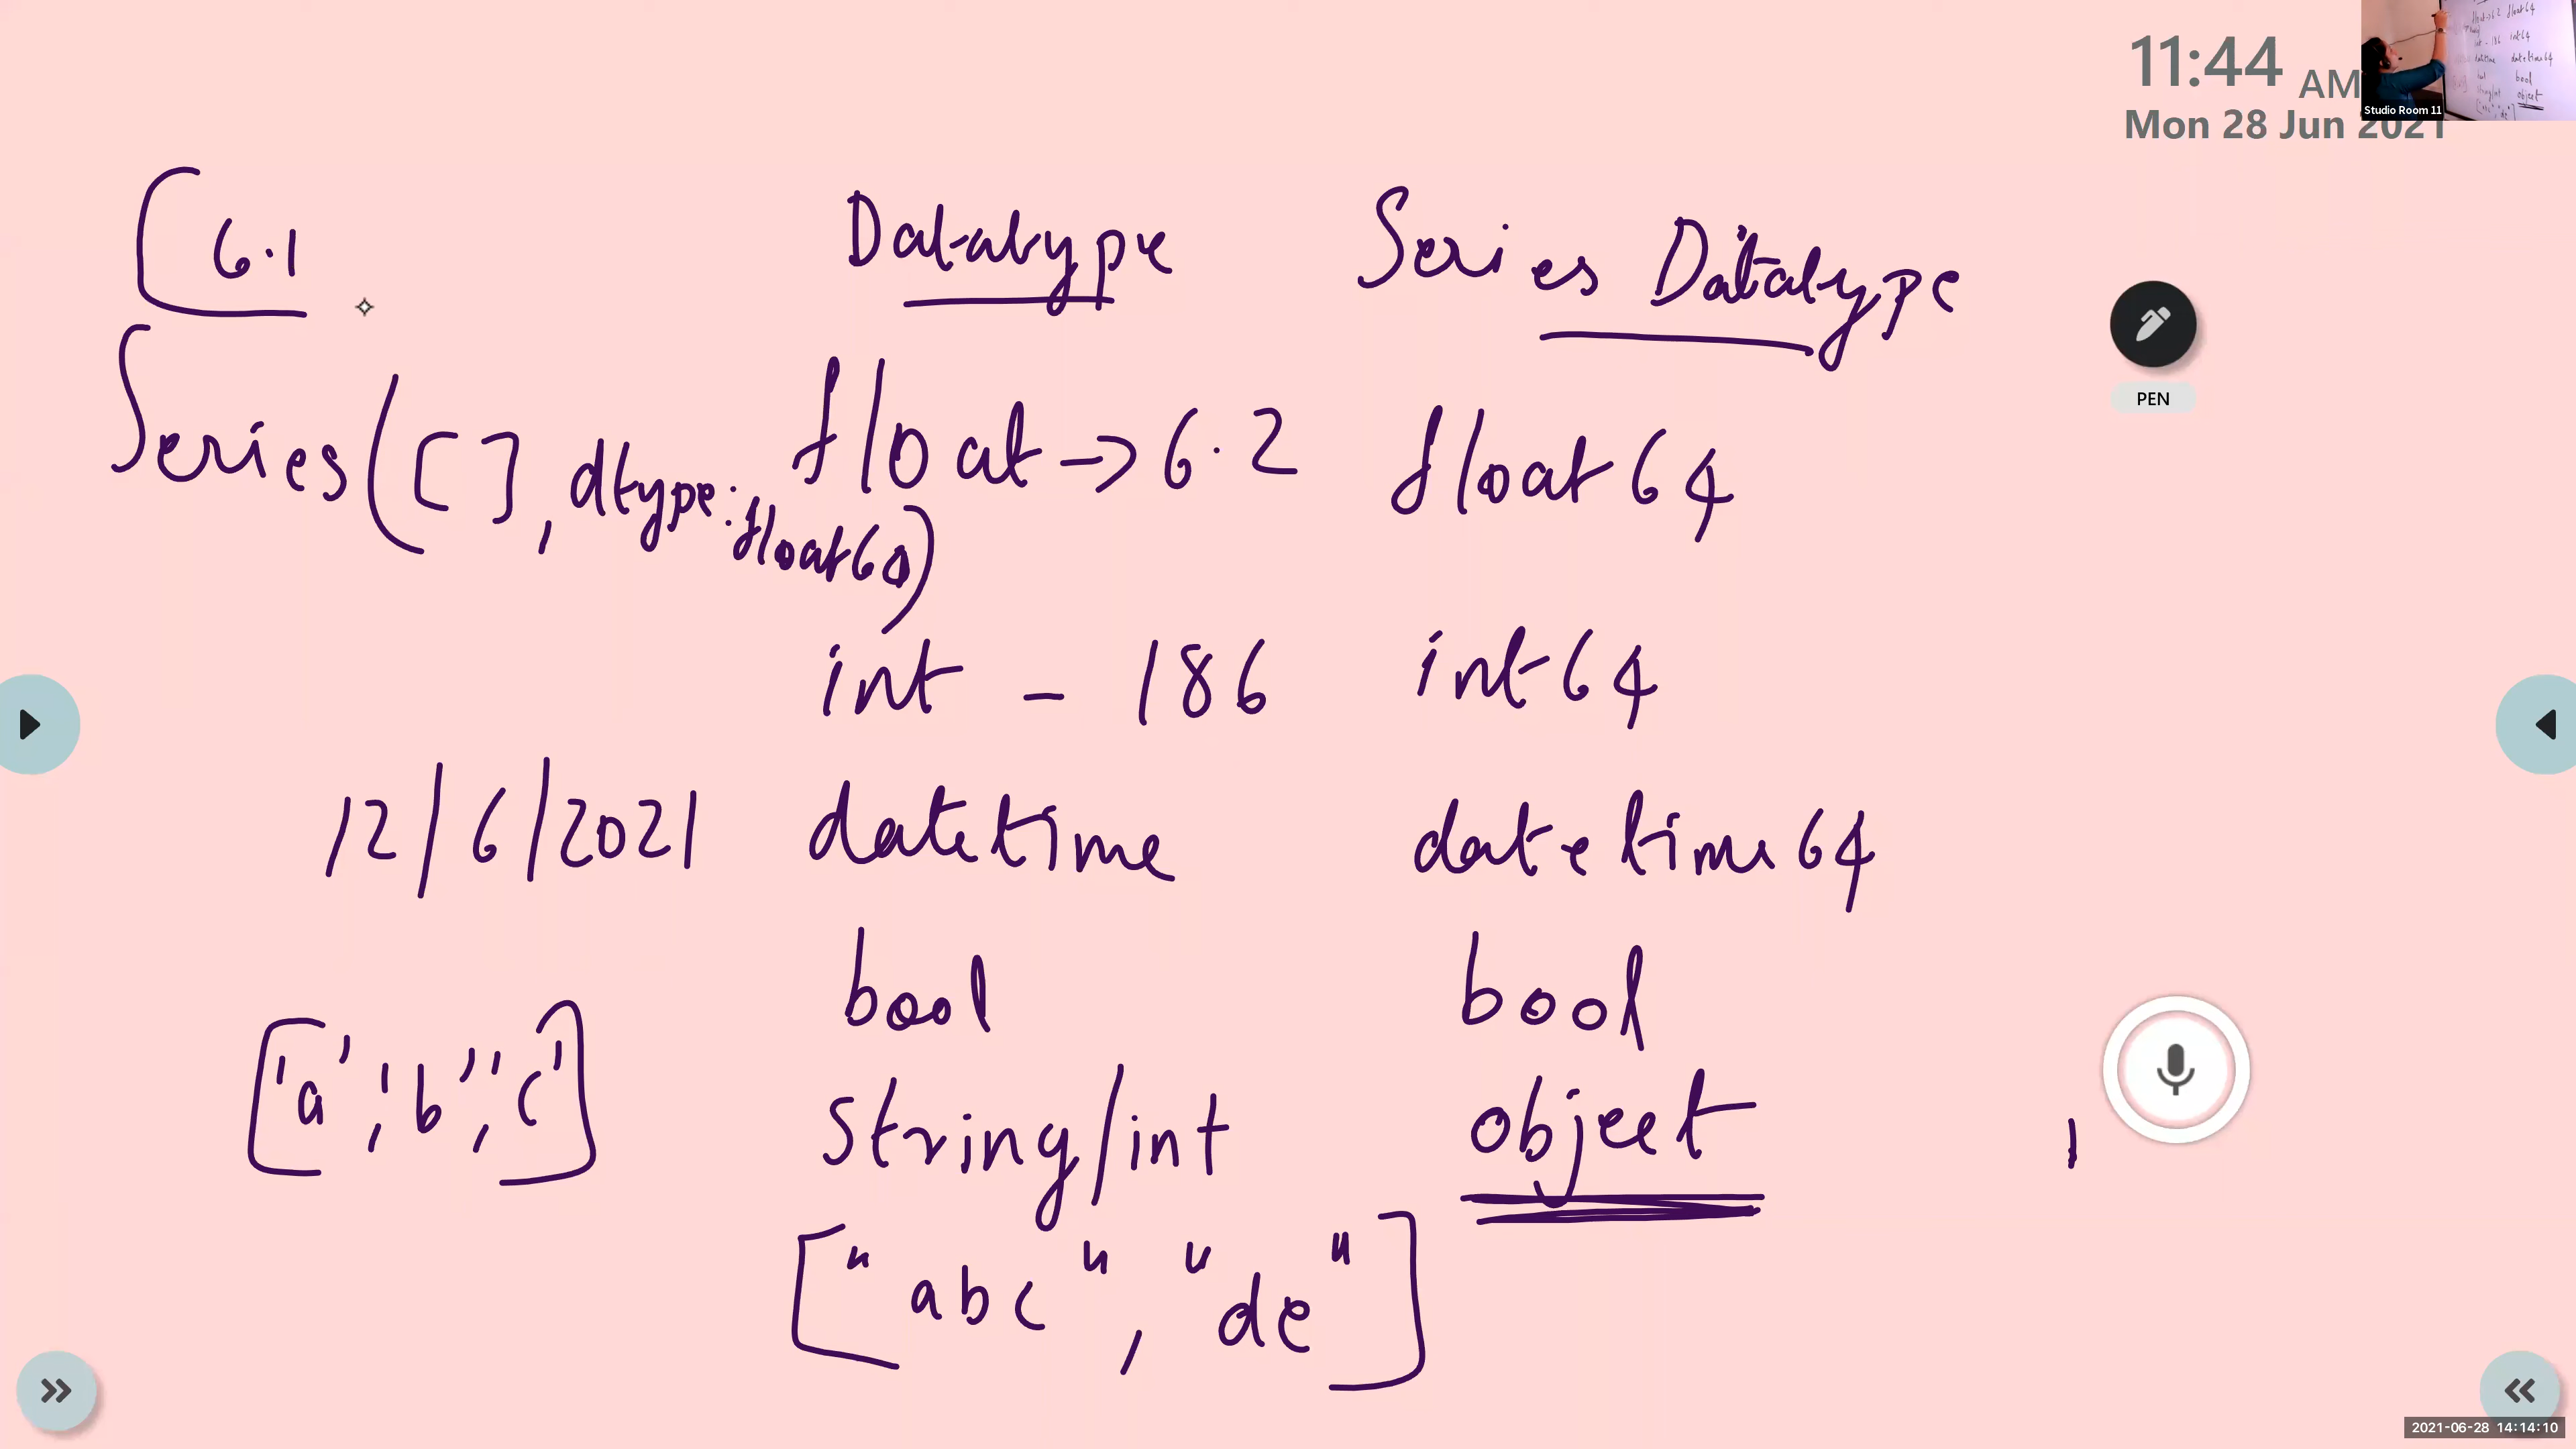 11:44 AM
Mon 28 Jun 2021
Studio Room 11
[6.1
Datatype
Series Datatype
PEN
Series([], dtype:float64)
float → 6.2
float64
int - 186
int64
12/6/2021
datetime
datetime64
bool
bool
['a','b','c']
string/int
object
["abc", "de"]
2021-06-28 14:14:10